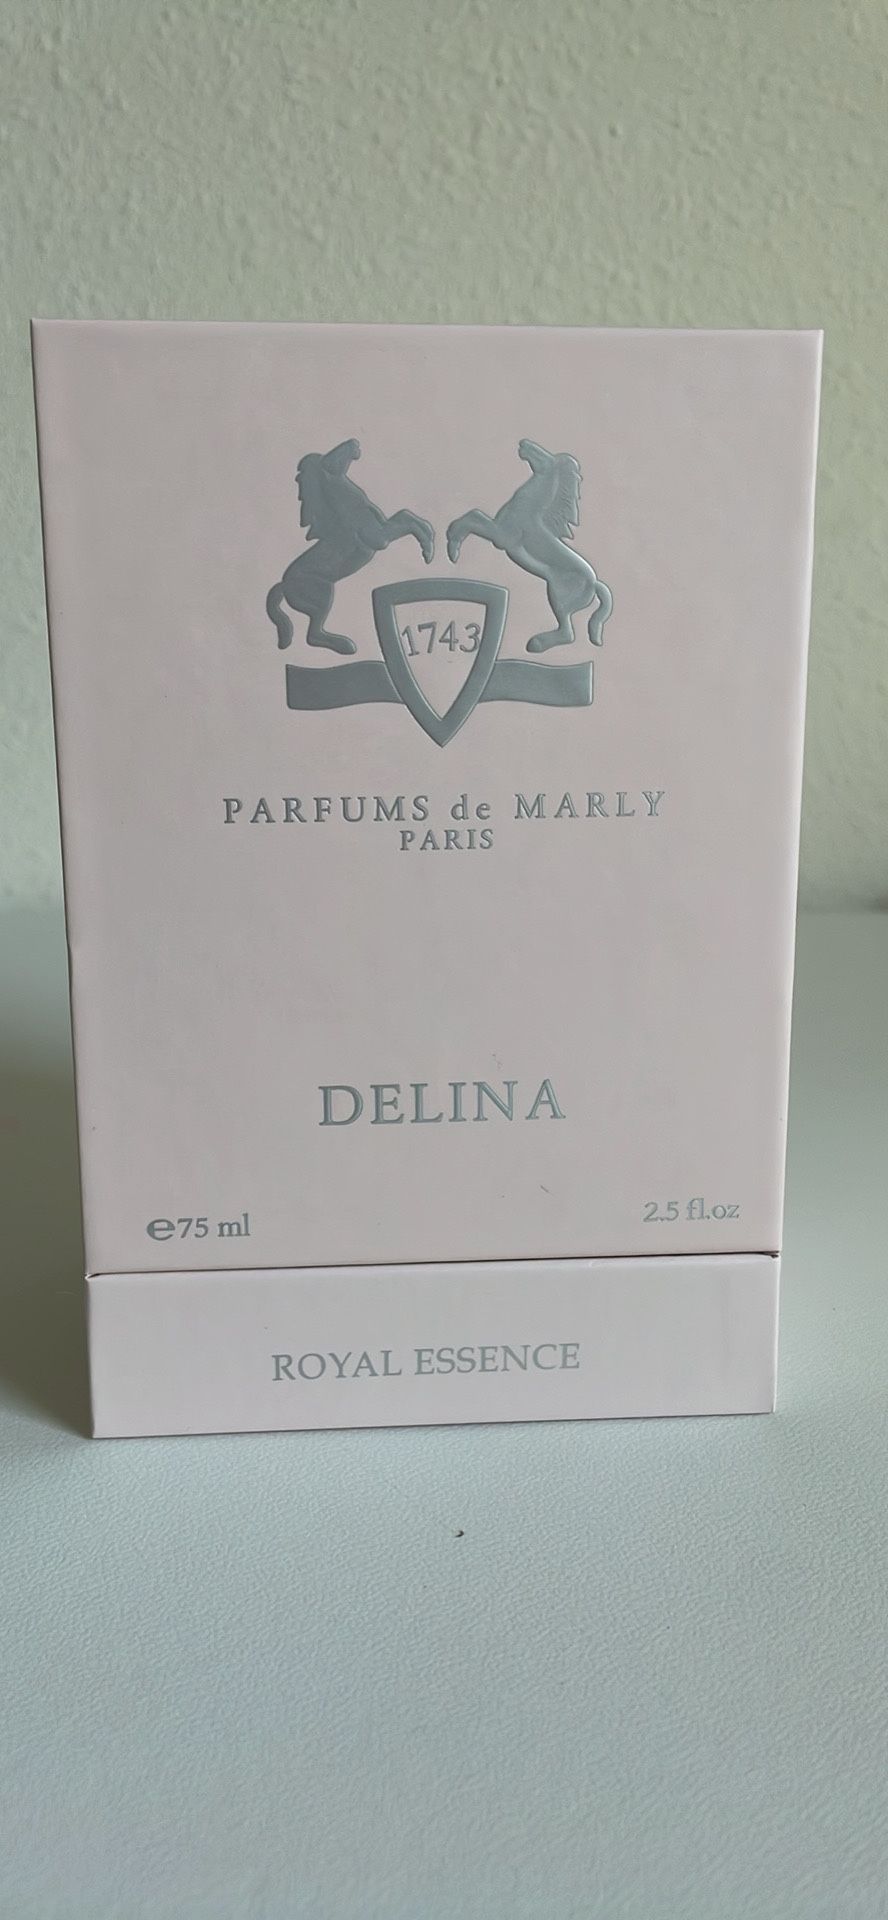 1743
PARFUMS de MARLY
PARIS
DELINA
℮75 ml
2.5 fl.oz
ROYAL ESSENCE